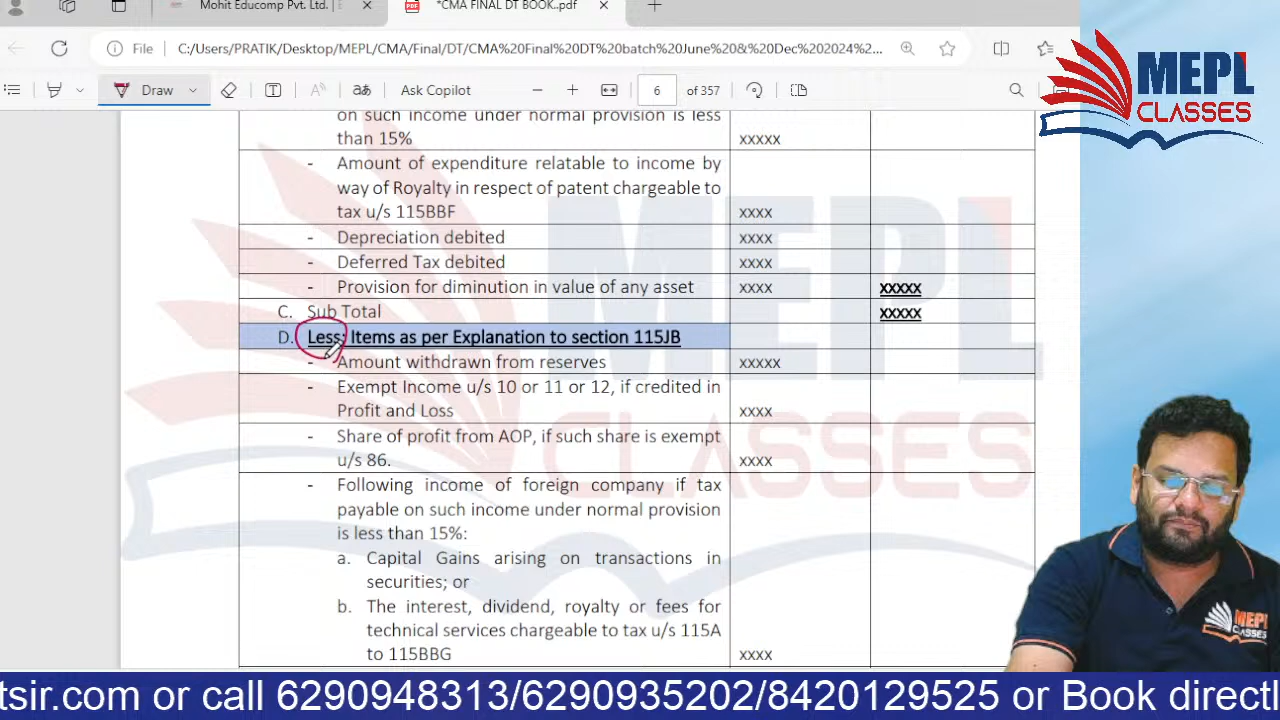 Mohit Educomp Pvt. Ltd. | E
*CMA FINAL DT BOOK..pdf
File
C:/Users/PRATIK/Desktop/MEPL/CMA/Final/DT/CMA%20Final%20DT%20batch%20June%20&%20Dec%202024%2...
Draw
aあ
Ask Copilot
6 of 357
MEPL
CLASSES
on such income under normal provision is less
than 15% xxxxx
- Amount of expenditure relatable to income by
way of Royalty in respect of patent chargeable to
tax u/s 115BBF xxxx
- Depreciation debited xxxx
- Deferred Tax debited xxxx
- Provision for diminution in value of any asset xxxx xxxxx
C. Sub Total xxxxx
D. Less: Items as per Explanation to section 115JB
- Amount withdrawn from reserves xxxxx
- Exempt Income u/s 10 or 11 or 12, if credited in
Profit and Loss xxxx
- Share of profit from AOP, if such share is exempt
u/s 86. xxxx
- Following income of foreign company if tax
payable on such income under normal provision
is less than 15%:
a. Capital Gains arising on transactions in
securities; or
b. The interest, dividend, royalty or fees for
technical services chargeable to tax u/s 115A
to 115BBG xxxx
MEPL
CLASSES
MEPL
CLASSES
tsir.com or call 6290948313/6290935202/8420129525 or Book directl